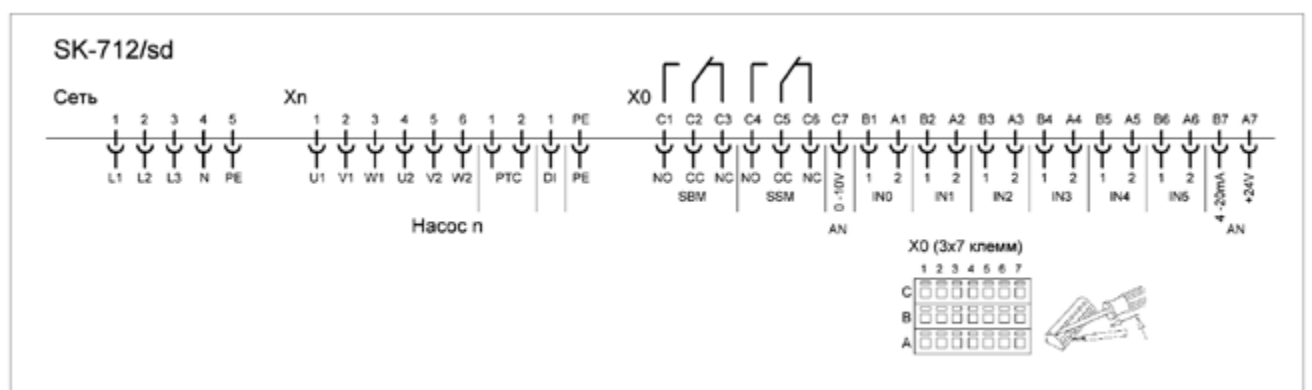 SK-712/sd
Сеть Xn X0
1 2 3 4 5 1 2 3 4 5 6 1 2 1 PE C1 C2 C3 C4 C5 C6 C7 B1 A1 B2 A2 B3 A3 B4 A4 B5 A5 B6 A6 B7 A7
L1 L2 L3 N PE U1 V1 W1 U2 V2 W2 PTC DI PE NO CC NC NO CC NC 0 -10V 1 2 1 2 1 2 1 2 1 2 1 2 4 -20mA +24V
SBM SSM IN0 IN1 IN2 IN3 IN4 IN5
Насос n AN AN
X0 (3x7 клемм)
1 2 3 4 5 6 7
C
B
A